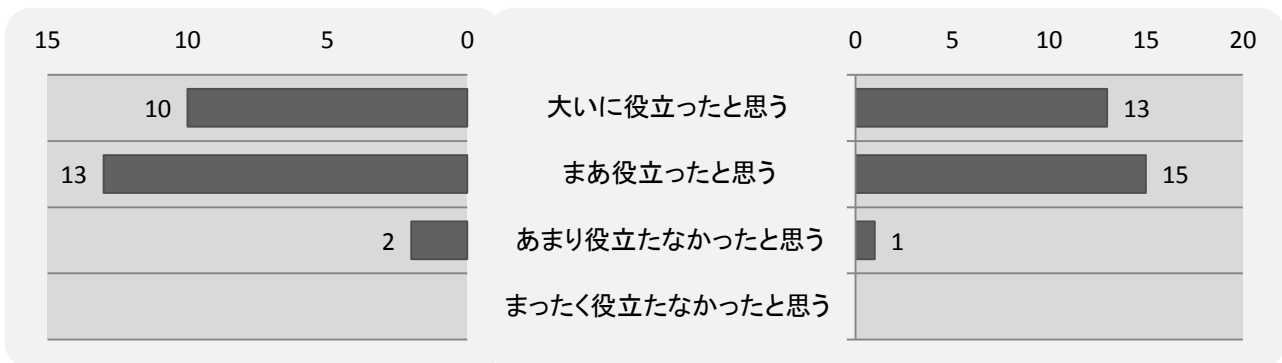 15 10 5 0 0 5 10 15 20
10 大いに役立ったと思う 13
13 まあ役立ったと思う 15
2 あまり役立たなかったと思う 1
まったく役立たなかったと思う